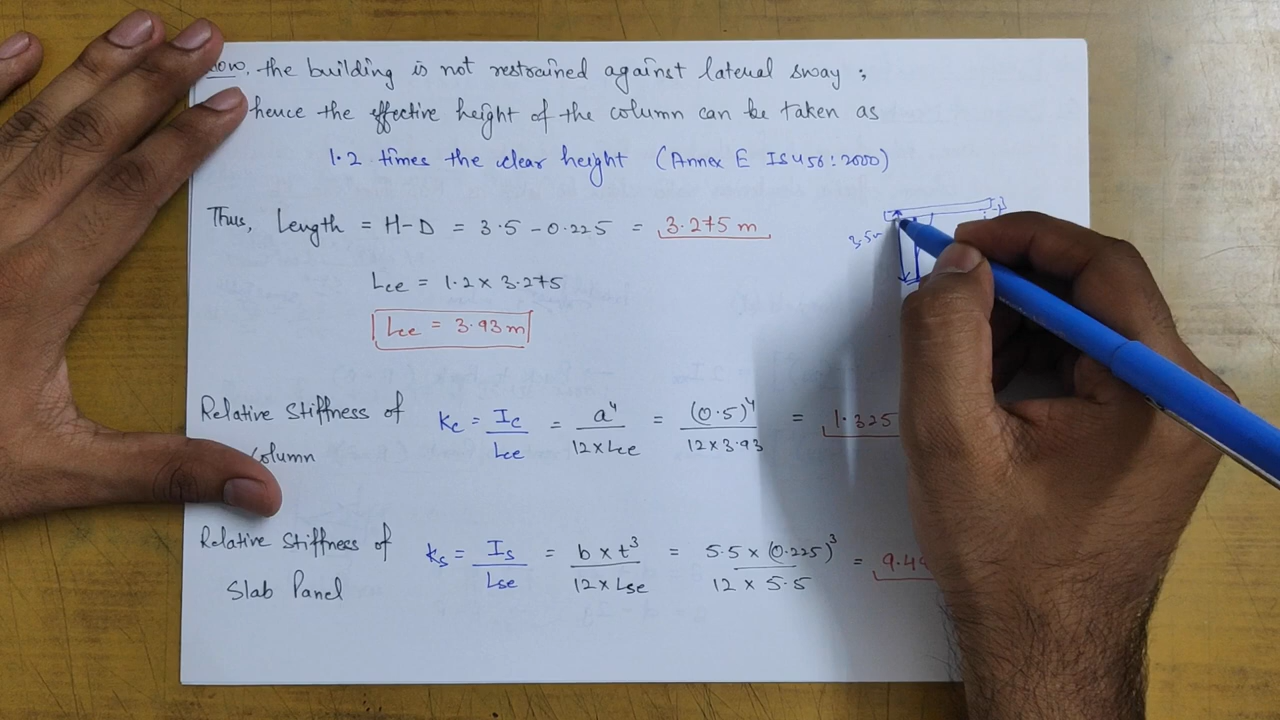 Now, the building is not restrained against lateral sway ;
hence the effective height of the column can be taken as
1.2 times the clear height (Annex E IS456:2000)
Thus, Length = H-D = 3.5 - 0.225 = 3.275 m
3.5m
Lce = 1.2 x 3.275
Lce = 3.93 m
Relative Stiffness of column Kc = Ic / Lce = a⁴ / 12 x Lce = (0.5)⁴ / 12 x 3.93 = 1.325
Relative Stiffness of Slab Panel Ks = Is / Lse = b x t³ / 12 x Lse = 5.5 x (0.225)³ / 12 x 5.5 = 9.49